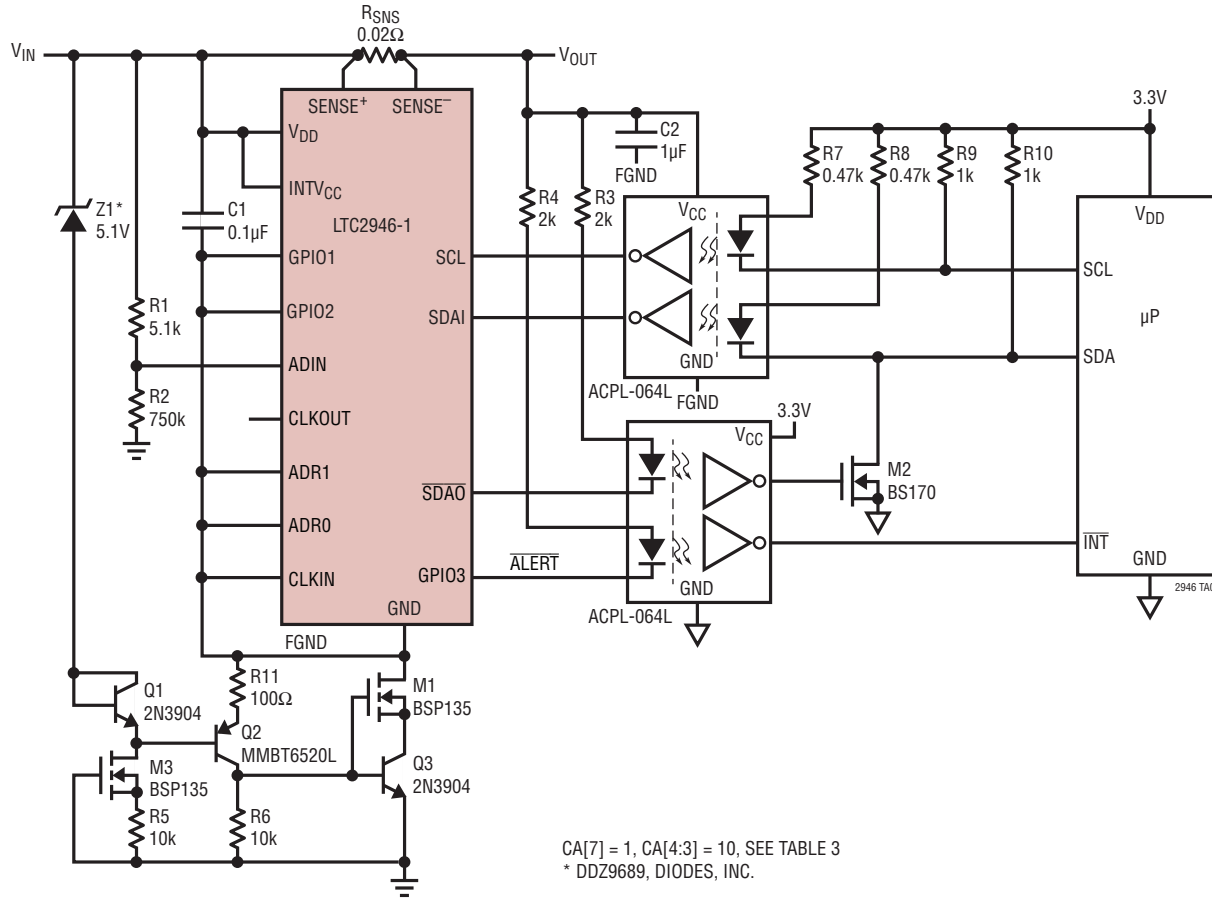 RSNS
0.02Ω
VIN
VOUT
SENSE+ SENSE–
VDD
INTVCC
LTC2946-1
GPIO1
GPIO2
ADIN
CLKOUT
ADR1
ADR0
CLKIN
SCL
SDAI
SDAO
GPIO3
GND
Z1*
5.1V
C1
0.1µF
R1
5.1k
R2
750k
C2
1µF
FGND
R4
2k
R3
2k
VCC
GND
ACPL-064L
FGND
3.3V
R7
0.47k
R8
0.47k
R9
1k
R10
1k
VDD
SCL
µP
SDA
INT
GND
2946 TA0
3.3V
VCC
GND
ACPL-064L
ALERT
M2
BS170
FGND
Q1
2N3904
R11
100Ω
M1
BSP135
Q2
MMBT6520L
M3
BSP135
Q3
2N3904
R5
10k
R6
10k
CA[7] = 1, CA[4:3] = 10, SEE TABLE 3
* DDZ9689, DIODES, INC.